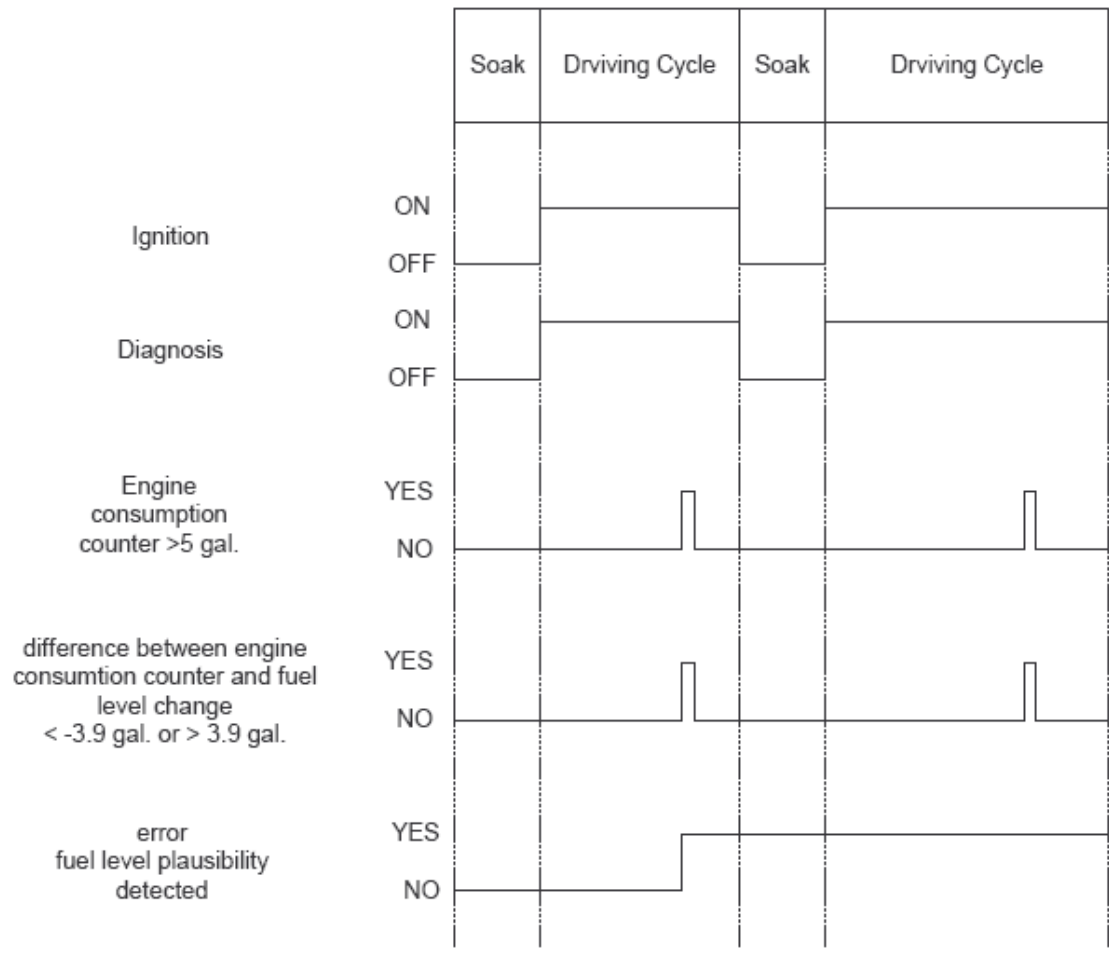 Soak
Drviving Cycle
Soak
Drviving Cycle
Ignition
ON
OFF
Diagnosis
ON
OFF
Engine
consumption
counter >5 gal.
YES
NO
difference between engine
consumtion counter and fuel
level change
< -3.9 gal. or > 3.9 gal.
YES
NO
error
fuel level plausibility
detected
YES
NO